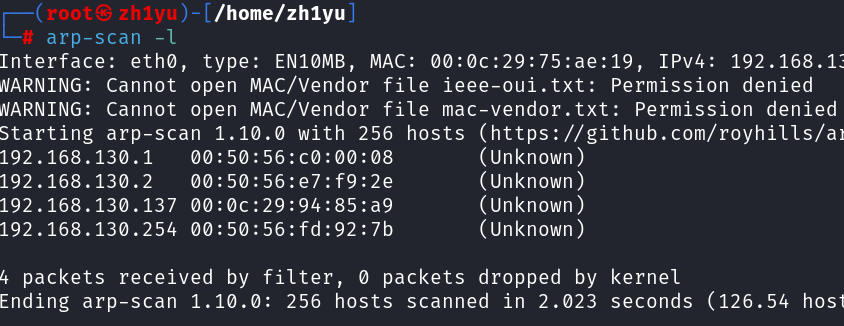 ┌──(root㉿zh1yu)-[/home/zh1yu]
└─# arp-scan -l
Interface: eth0, type: EN10MB, MAC: 00:0c:29:75:ae:19, IPv4: 192.168.13
WARNING: Cannot open MAC/Vendor file ieee-oui.txt: Permission denied
WARNING: Cannot open MAC/Vendor file mac-vendor.txt: Permission denied
Starting arp-scan 1.10.0 with 256 hosts (https://github.com/royhills/ar
192.168.130.1   00:50:56:c0:00:08       (Unknown)
192.168.130.2   00:50:56:e7:f9:2e       (Unknown)
192.168.130.137 00:0c:29:94:85:a9       (Unknown)
192.168.130.254 00:50:56:fd:92:7b       (Unknown)
4 packets received by filter, 0 packets dropped by kernel
Ending arp-scan 1.10.0: 256 hosts scanned in 2.023 seconds (126.54 host